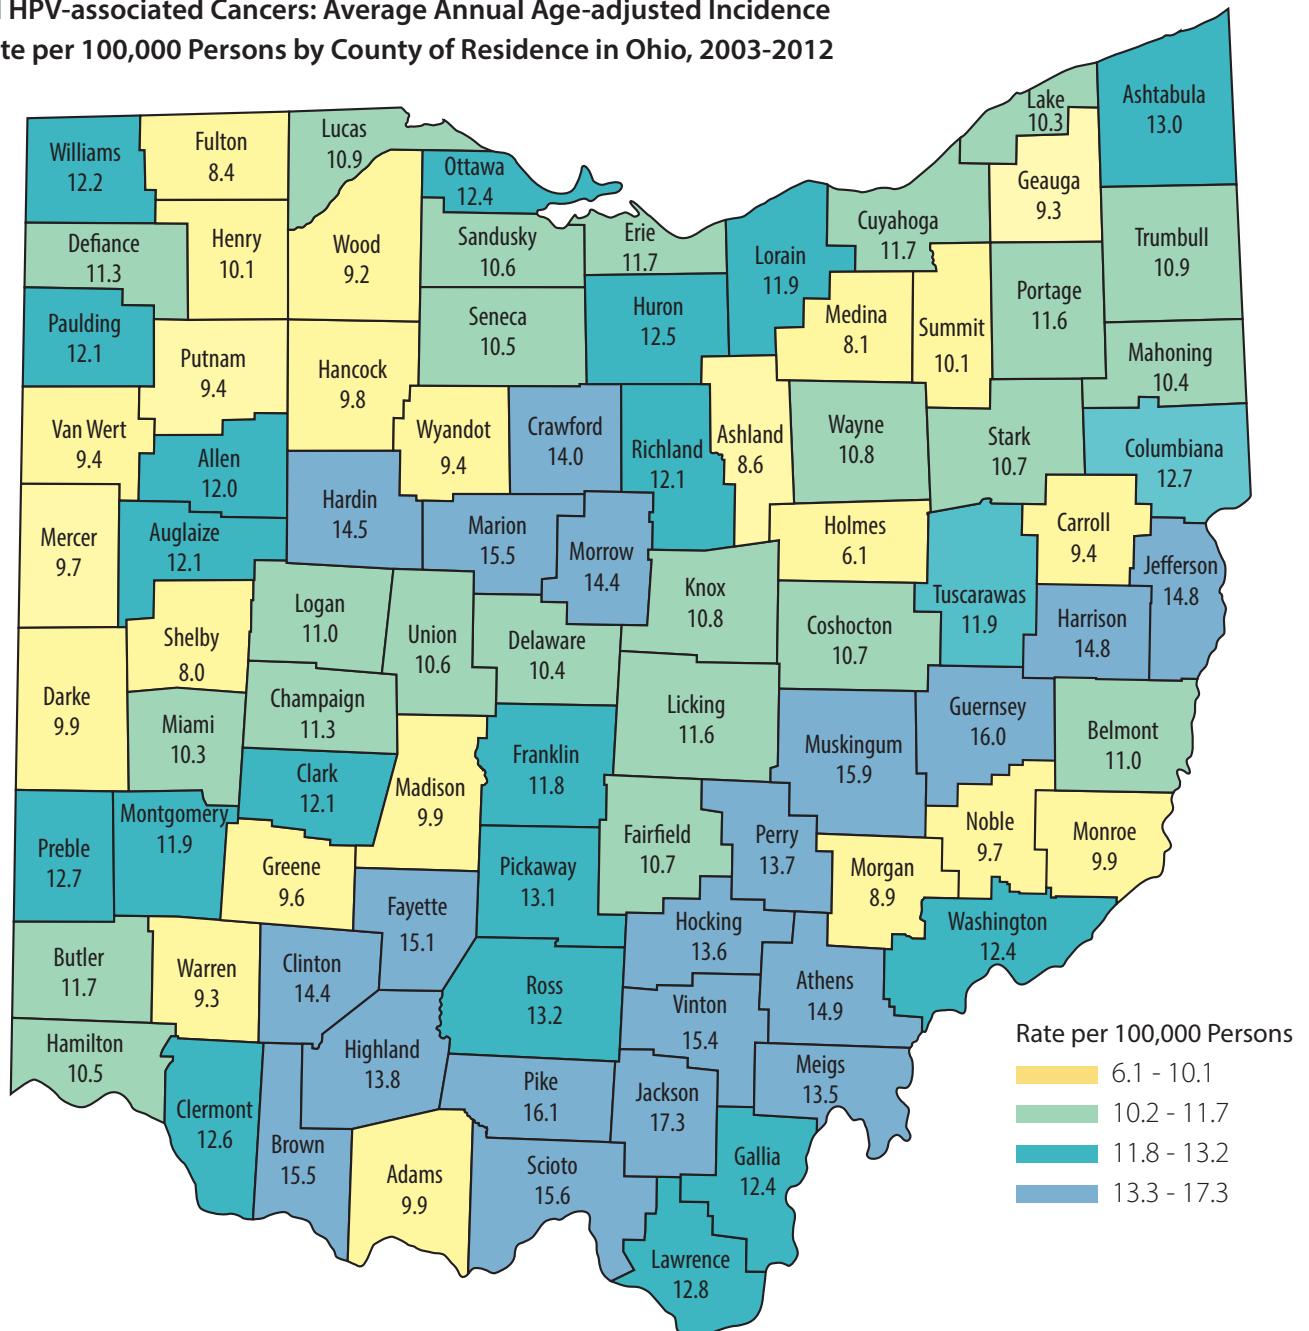 HPV-associated Cancers: Average Annual Age-adjusted Incidence
te per 100,000 Persons by County of Residence in Ohio, 2003-2012
Williams
12.2
Fulton
8.4
Lucas
10.9
Ottawa
12.4
Lake
10.3
Ashtabula
13.0
Geauga
9.3
Defiance
11.3
Henry
10.1
Wood
9.2
Sandusky
10.6
Erie
11.7
Lorain
11.9
Cuyahoga
11.7
Trumbull
10.9
Paulding
12.1
Putnam
9.4
Hancock
9.8
Seneca
10.5
Huron
12.5
Medina
8.1
Summit
10.1
Portage
11.6
Mahoning
10.4
Van Wert
9.4
Allen
12.0
Wyandot
9.4
Crawford
14.0
Richland
12.1
Ashland
8.6
Wayne
10.8
Stark
10.7
Columbiana
12.7
Mercer
9.7
Auglaize
12.1
Hardin
14.5
Marion
15.5
Morrow
14.4
Holmes
6.1
Carroll
9.4
Jefferson
14.8
Shelby
8.0
Logan
11.0
Union
10.6
Delaware
10.4
Knox
10.8
Coshocton
10.7
Tuscarawas
11.9
Harrison
14.8
Darke
9.9
Miami
10.3
Champaign
11.3
Licking
11.6
Muskingum
15.9
Guernsey
16.0
Belmont
11.0
Clark
12.1
Madison
9.9
Franklin
11.8
Preble
12.7
Montgomery
11.9
Greene
9.6
Fayette
15.1
Pickaway
13.1
Fairfield
10.7
Perry
13.7
Morgan
8.9
Noble
9.7
Monroe
9.9
Butler
11.7
Warren
9.3
Clinton
14.4
Ross
13.2
Hocking
13.6
Athens
14.9
Washington
12.4
Hamilton
10.5
Clermont
12.6
Highland
13.8
Vinton
15.4
Meigs
13.5
Brown
15.5
Adams
9.9
Pike
16.1
Jackson
17.3
Scioto
15.6
Gallia
12.4
Lawrence
12.8
Rate per 100,000 Persons
6.1 - 10.1
10.2 - 11.7
11.8 - 13.2
13.3 - 17.3